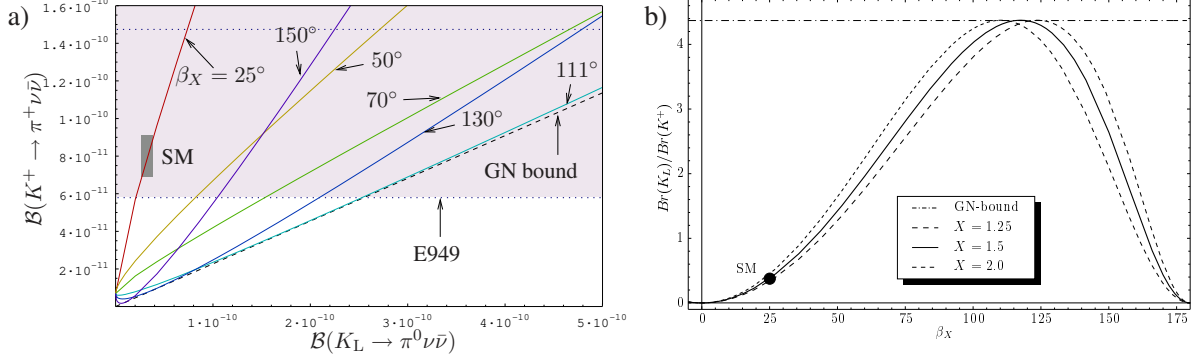 a)
B(K⁺ → π⁺νν̄)
1.6·10⁻¹⁰
1.4·10⁻¹⁰
1.2·10⁻¹⁰
1·10⁻¹⁰
8·10⁻¹¹
6·10⁻¹¹
4·10⁻¹¹
2·10⁻¹¹
β_X = 25°
150°
50°
70°
130°
111°
SM
GN bound
E949
1·10⁻¹⁰ 2·10⁻¹⁰ 3·10⁻¹⁰ 4·10⁻¹⁰ 5·10⁻¹⁰
B(K_L → π⁰νν̄)
b)
Br(K_L)/Br(K⁺)
4
3
2
1
0
SM
GN-bound
X = 1.25
X = 1.5
X = 2.0
0 25 50 75 100 125 150 175
β_X